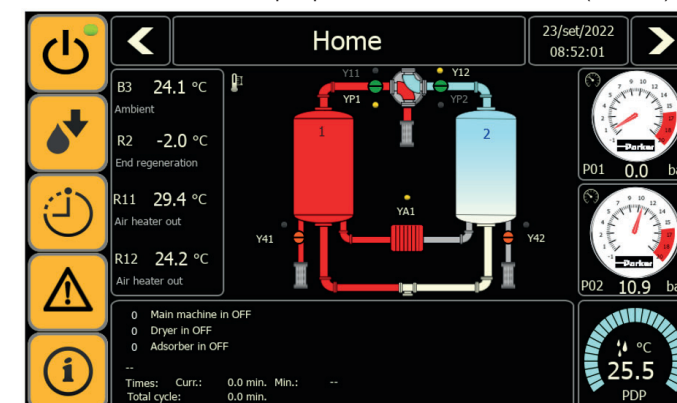 Home
23/set/2022
08:52:01
B3 24.1 °C
Ambient
R2 -2.0 °C
End regeneration
R11 29.4 °C
Air heater out
R12 24.2 °C
Air heater out
Y11
Y12
YP1
YP2
1
2
YA1
Y41
Y42
Parker
P01 0.0
Parker
P02 10.9
°C
25.5
PDP
0 Main machine in OFF
0 Dryer in OFF
0 Adsorber in OFF
--
Times: Curr.: 0.0 min. Min.: --
Total cycle: 0.0 min.